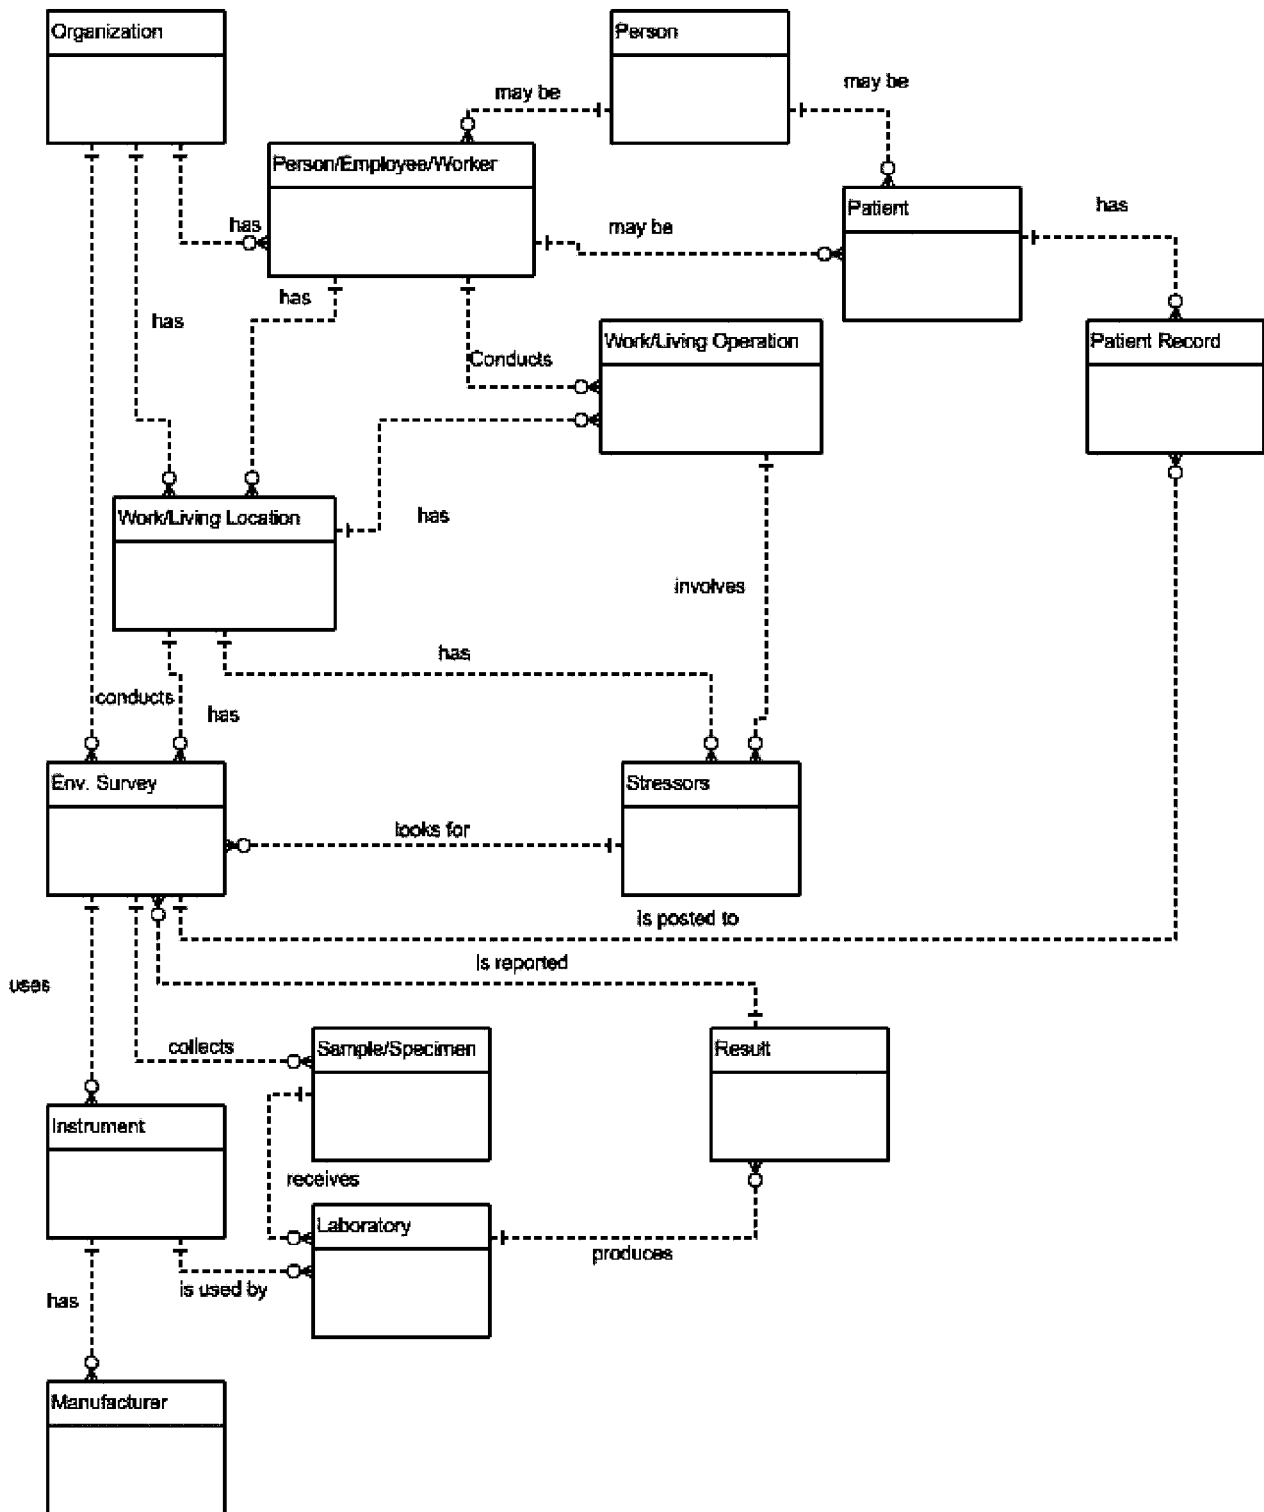 Organization
Person
may be
may be
Person/Employee/Worker
Patient
has
has
may be
has
has
Work/Living Operation
Patient Record
Conducts
Work/Living Location
has
involves
has
conducts
has
Env. Survey
Stressors
looks for
is posted to
is reported
uses
collects
Sample/Specimen
Result
Instrument
receives
Laboratory
produces
is used by
has
Manufacturer